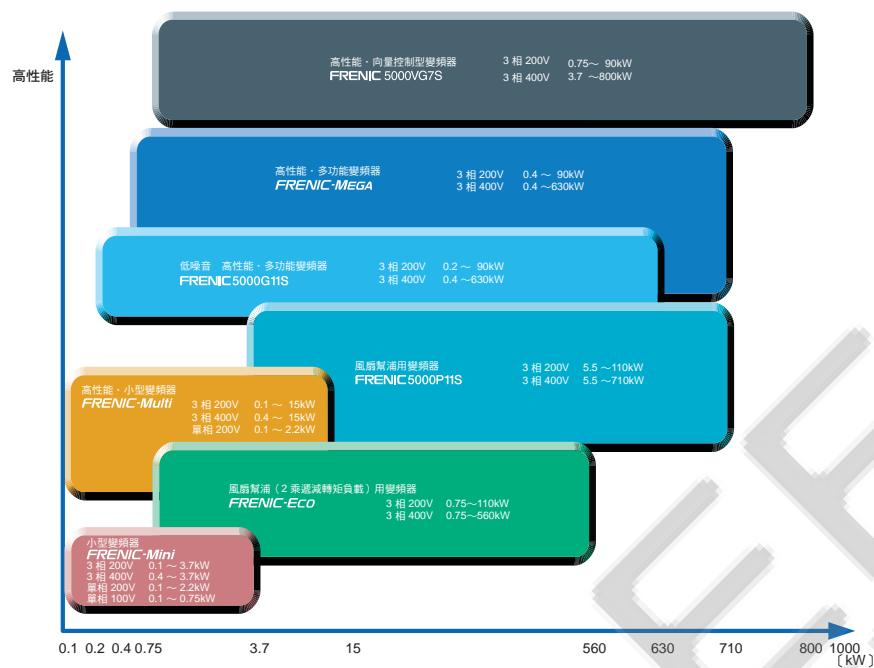 高性能
高性能・向量控制型變頻器
FRENIC 5000VG7S
3 相 200V 0.75～ 90kW
3 相 400V 3.7 ～800kW
高性能・多功能變頻器
FRENIC-MEGA
3 相 200V 0.4 ～ 90kW
3 相 400V 0.4 ～630kW
低噪音 高性能・多功能變頻器
FRENIC5000G11S
3 相 200V 0.2 ～ 90kW
3 相 400V 0.4 ～630kW
風扇幫浦用變頻器
FRENIC5000P11S
3 相 200V 5.5 ～110kW
3 相 400V 5.5 ～710kW
高性能・小型變頻器
FRENIC-Multi
3 相 200V 0.1 ～ 15kW
3 相 400V 0.4 ～ 15kW
單相 200V 0.1 ～ 2.2kW
風扇幫浦（2 乘遞減轉矩負載）用變頻器
FRENIC-ECO
3 相 200V 0.75～110kW
3 相 400V 0.75～560kW
小型變頻器
FRENIC-Mini
3 相 200V 0.1 ～ 3.7kW
3 相 400V 0.4 ～ 3.7kW
單相 200V 0.1 ～ 2.2kW
單相 100V 0.1 ～ 0.75kW
0.1 0.2 0.4 0.75 3.7 15 560 630 710 800 1000
（kW）